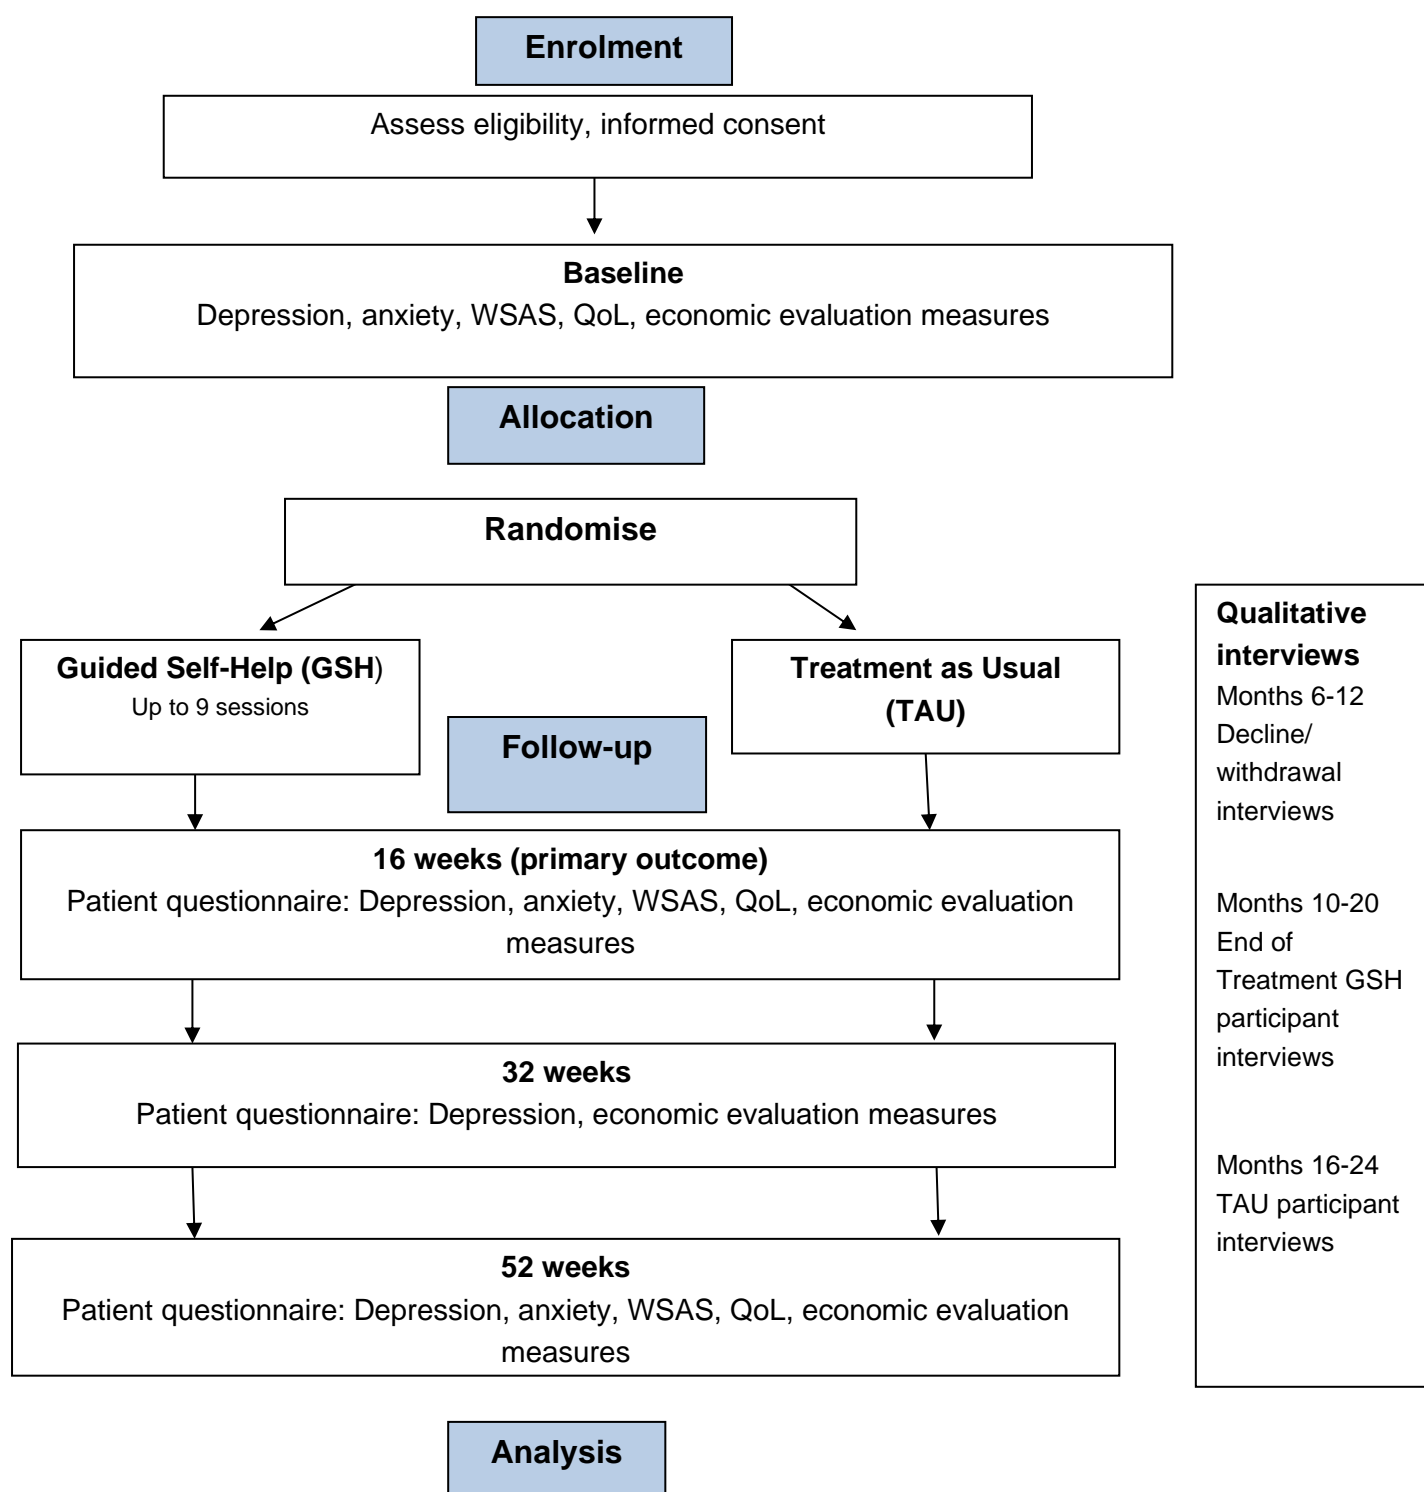 Enrolment
Assess eligibility, informed consent
Baseline
Depression, anxiety, WSAS, QoL, economic evaluation measures
Allocation
Randomise
Guided Self-Help (GSH)
Up to 9 sessions
Treatment as Usual
(TAU)
Follow-up
16 weeks (primary outcome)
Patient questionnaire: Depression, anxiety, WSAS, QoL, economic evaluation
measures
32 weeks
Patient questionnaire: Depression, economic evaluation measures
52 weeks
Patient questionnaire: Depression, anxiety, WSAS, QoL, economic evaluation
measures
Analysis
Qualitative
interviews
Months 6-12
Decline/
withdrawal
interviews
Months 10-20
End of
Treatment GSH
participant
interviews
Months 16-24
TAU participant
interviews